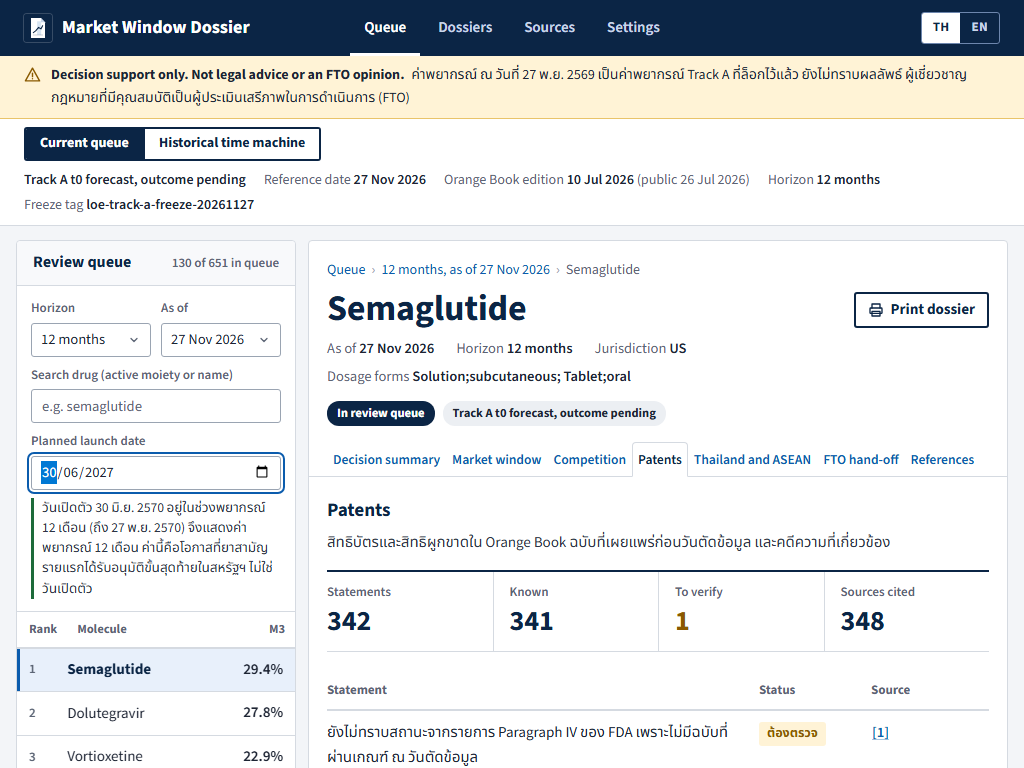 Market Window Dossier
Queue Dossiers Sources Settings
TH EN
Decision support only. Not legal advice or an FTO opinion. ค่าพยากรณ์ ณ วันที่ 27 พ.ย. 2569 เป็นค่าพยากรณ์ Track A ที่ล็อกไว้แล้ว ยังไม่ทราบผลลัพธ์ ผู้เชี่ยวชาญ
กฎหมายที่มีคุณสมบัติเป็นผู้ประเมินเสรีภาพในการดำเนินการ (FTO)
Current queue Historical time machine
Track A t0 forecast, outcome pending Reference date 27 Nov 2026 Orange Book edition 10 Jul 2026 (public 26 Jul 2026) Horizon 12 months
Freeze tag loe-track-a-freeze-20261127
Review queue 130 of 651 in queue
Horizon As of
12 months 27 Nov 2026
Search drug (active moiety or name)
e.g. semaglutide
Planned launch date
30/06/2027
วันเปิดตัว 30 มิ.ย. 2570 อยู่ในช่วงพยากรณ์
12 เดือน (ถึง 27 พ.ย. 2570) จึงแสดงค่า
พยากรณ์ 12 เดือน ค่านี้คือโอกาสที่ยาสามัญ
รายแรกได้รับอนุมัติขั้นสุดท้ายในสหรัฐฯ ไม่ใช่
วันเปิดตัว
Rank Molecule M3
1 Semaglutide 29.4%
2 Dolutegravir 27.8%
3 Vortioxetine 22.9%
Queue › 12 months, as of 27 Nov 2026 › Semaglutide
Semaglutide
Print dossier
As of 27 Nov 2026 Horizon 12 months Jurisdiction US
Dosage forms Solution;subcutaneous; Tablet;oral
In review queue Track A t0 forecast, outcome pending
Decision summary Market window Competition Patents Thailand and ASEAN FTO hand-off References
Patents
สิทธิบัตรและสิทธิผูกขาดใน Orange Book ฉบับที่เผยแพร่ก่อนวันตัดข้อมูล และคดีความที่เกี่ยวข้อง
Statements Known To verify Sources cited
342 341 1 348
Statement Status Source
ยังไม่ทราบสถานะจากรายการ Paragraph IV ของ FDA เพราะไม่มีฉบับที่ ต้องตรวจ [1]
ผ่านเกณฑ์ ณ วันตัดข้อมูล